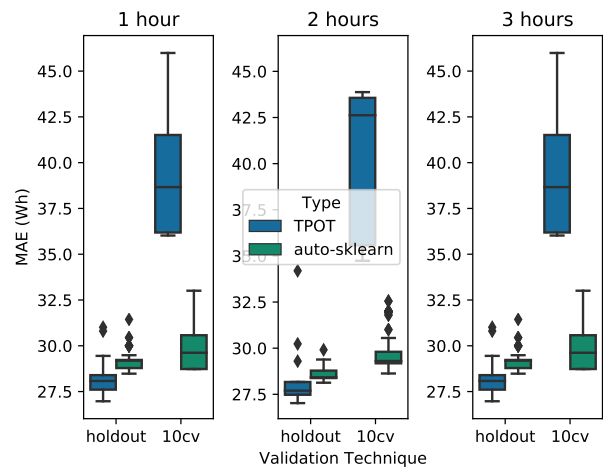 1 hour
2 hours
3 hours
MAE (Wh)
45.0
42.5
40.0
37.5
35.0
32.5
30.0
27.5
holdout
10cv
45.0
42.5
40.0
37.5
35.0
32.5
30.0
27.5
holdout
10cv
45.0
42.5
40.0
37.5
35.0
32.5
30.0
27.5
holdout
10cv
Type
TPOT
auto-sklearn
Validation Technique